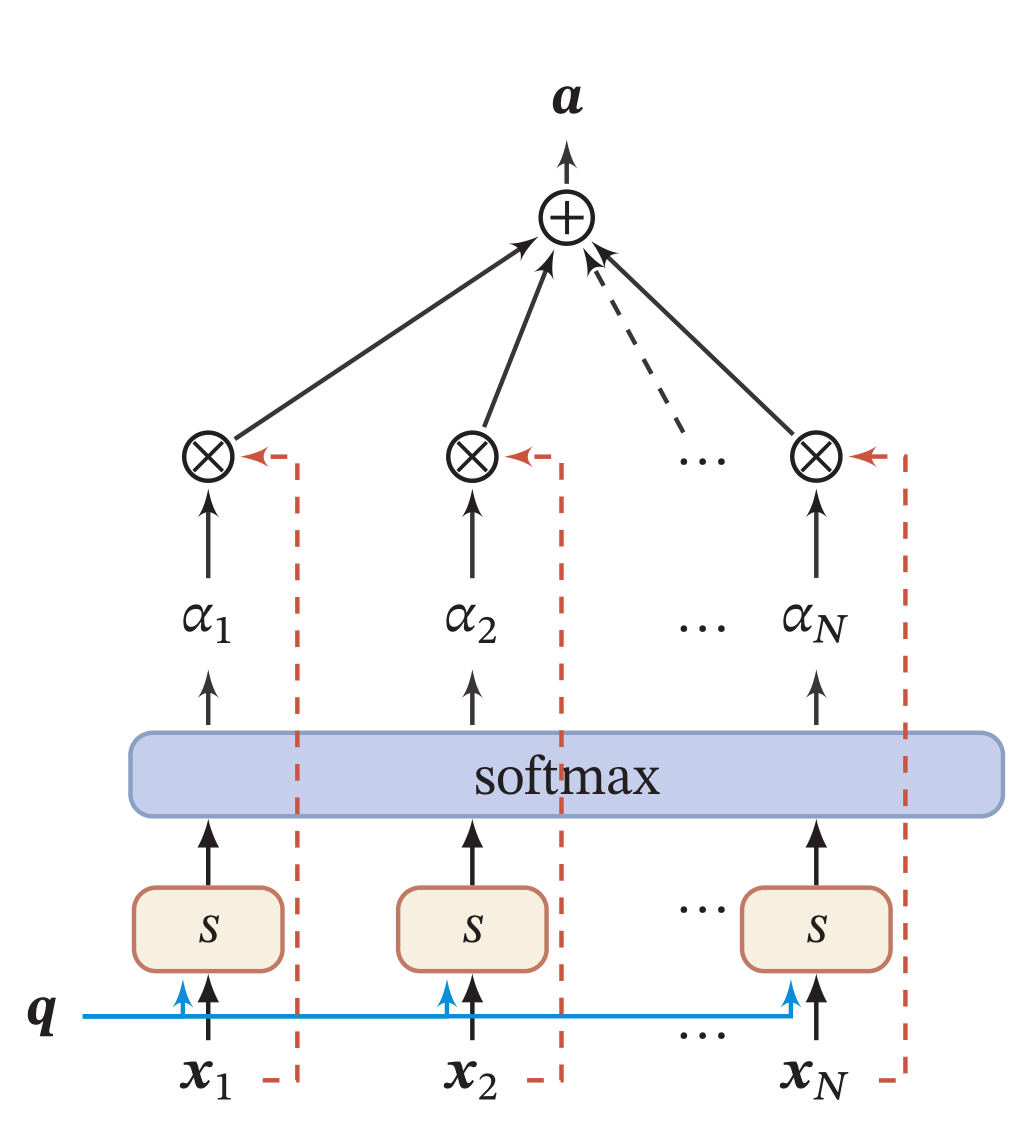 a
…
α1 α2 … αN
softmax
s s … s
q
…
x1 x2 xN